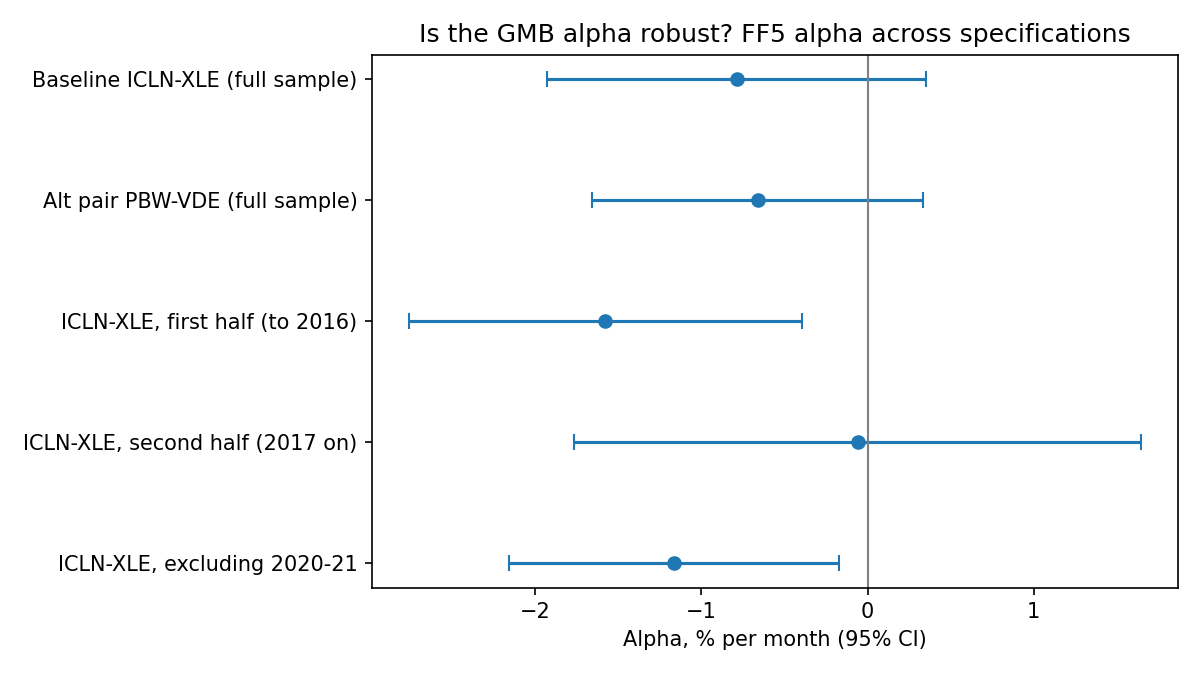 Is the GMB alpha robust? FF5 alpha across specifications
Baseline ICLN-XLE (full sample)
Alt pair PBW-VDE (full sample)
ICLN-XLE, first half (to 2016)
ICLN-XLE, second half (2017 on)
ICLN-XLE, excluding 2020-21
−2 −1 0 1
Alpha, % per month (95% CI)